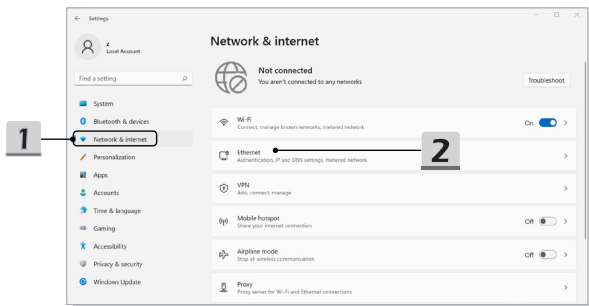 ← Settings
z
Local Account
Find a setting
System
Bluetooth & devices
Network & internet
Personalization
Apps
Accounts
Time & language
Gaming
Accessibility
Privacy & security
Windows Update
1
Network & internet
Not connected
You aren't connected to any networks
Troubleshoot
Wi-Fi
Connect, manage known networks, metered network
On
Ethernet
Authentication, IP and DNS settings, metered network
2
VPN
Add, connect, manage
Mobile hotspot
Share your internet connection
Off
Airplane mode
Stop all wireless communication
Off
Proxy
Proxy server for Wi-Fi and Ethernet connections